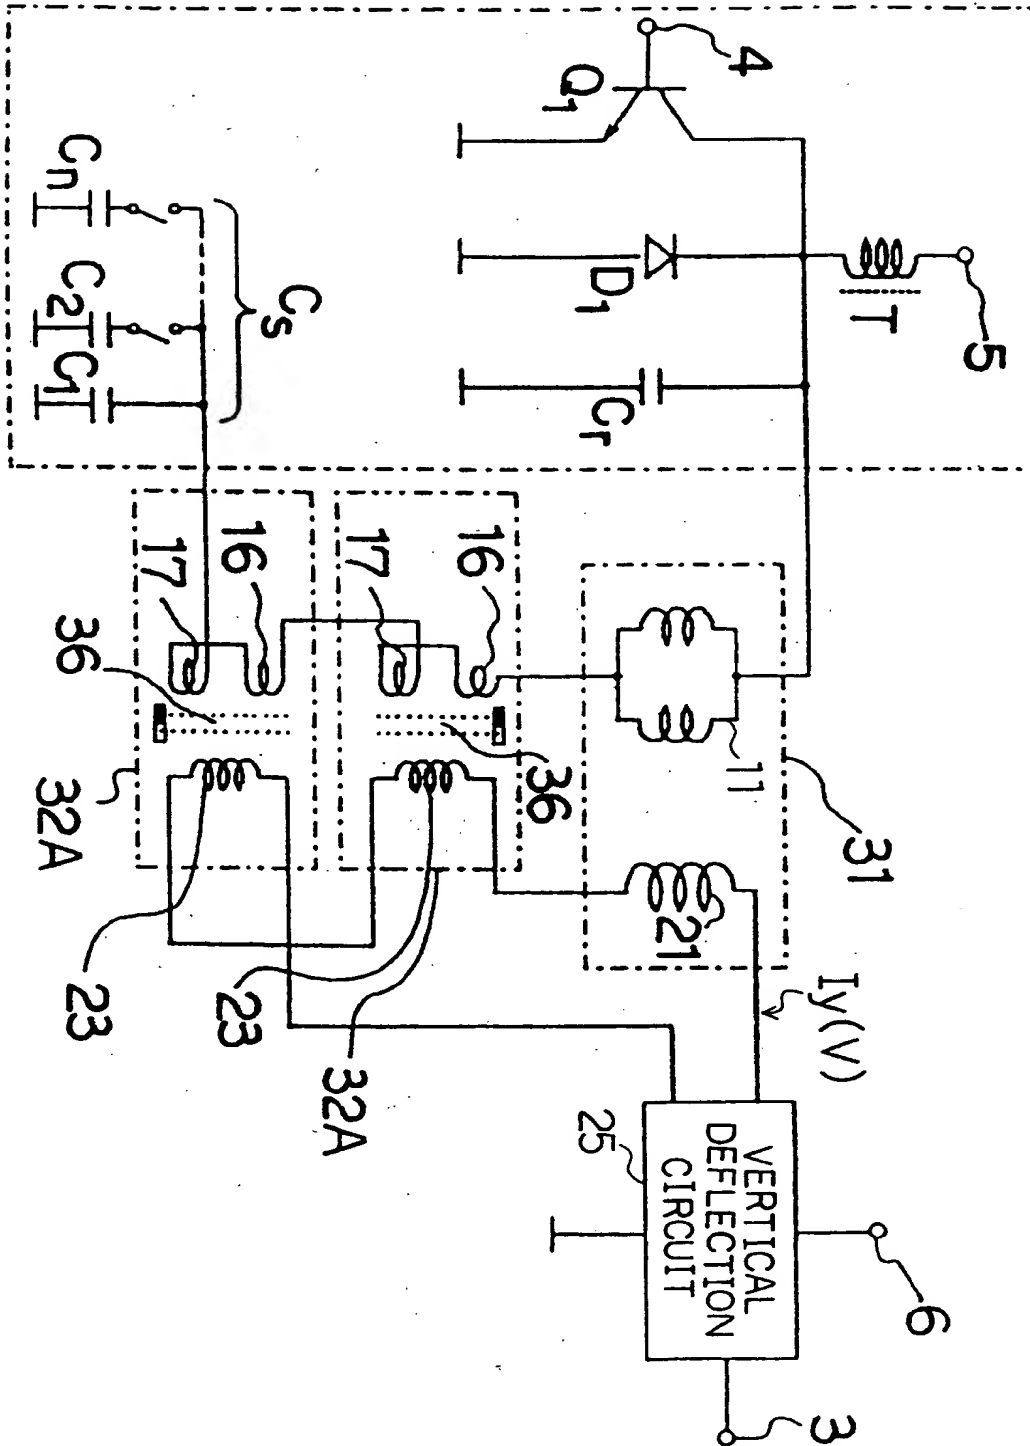 4
Q1
5
T
D1
Cr
Cn
C2
C1
Cs
16
17
36
16
17
36
11
31
21
32A
23
23
32A
Iy(V)
VERTICAL
DEFLECTION
CIRCUIT
25
6
3